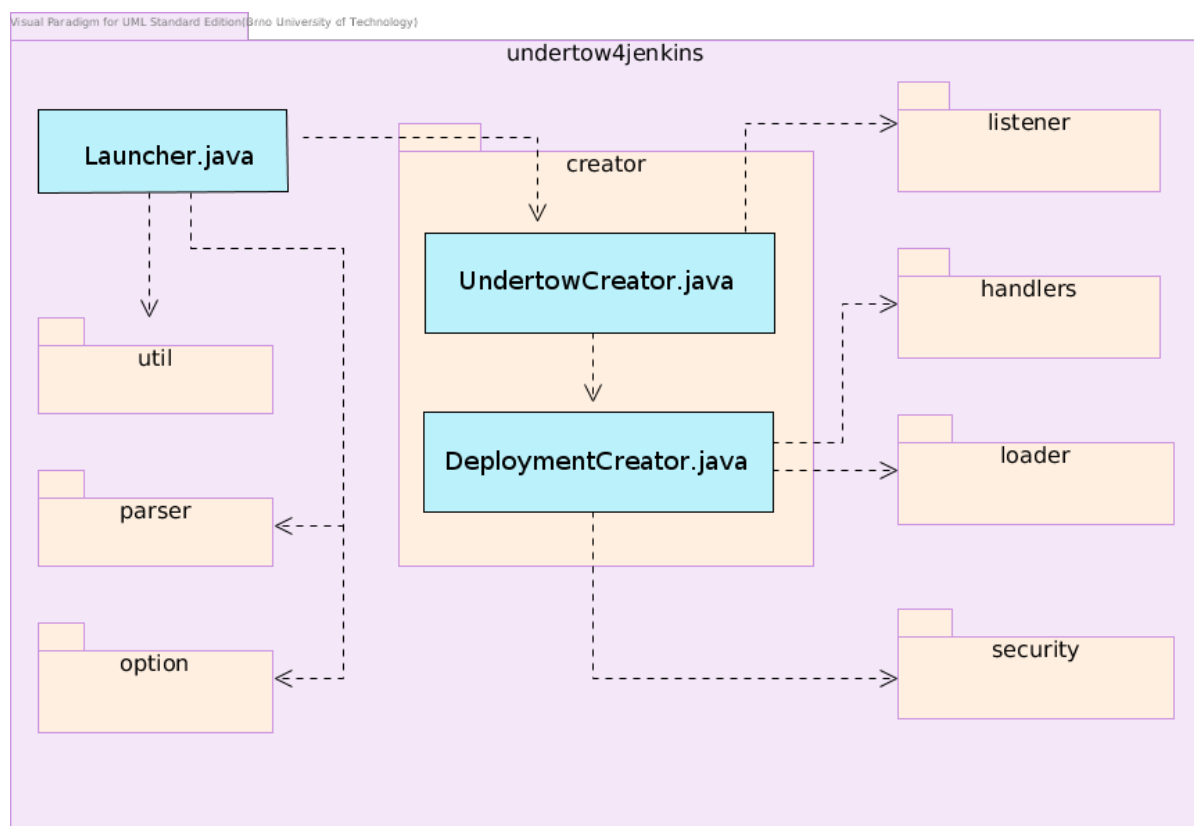 Visual Paradigm for UML Standard Edition(Brno University of Technology)
undertow4jenkins
Launcher.java
creator
listener
UndertowCreator.java
handlers
util
DeploymentCreator.java
loader
parser
option
security